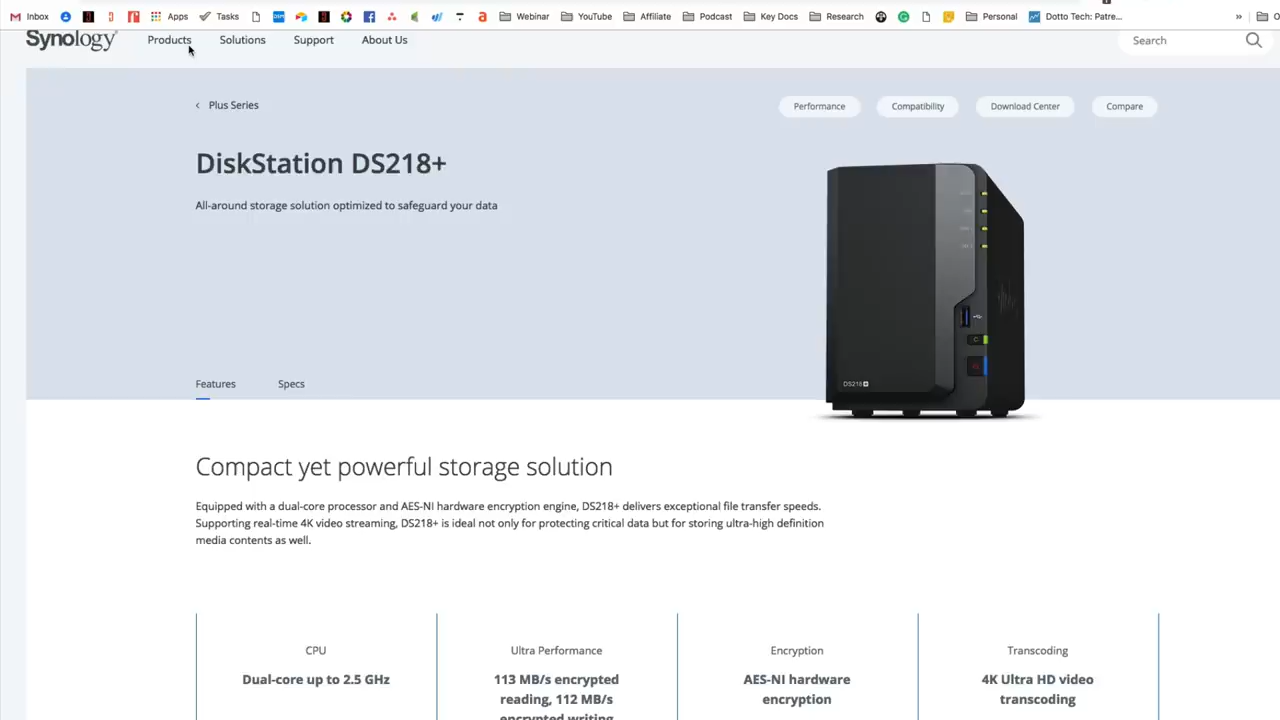 Inbox Apps Tasks Webinar YouTube Affiliate Podcast Key Docs Research Personal Dotto Tech: Patre... »
Synology Products Solutions Support About Us Search
‹ Plus Series Performance Compatibility Download Center Compare
DiskStation DS218+
All-around storage solution optimized to safeguard your data
DS218+
Features Specs
Compact yet powerful storage solution
Equipped with a dual-core processor and AES-NI hardware encryption engine, DS218+ delivers exceptional file transfer speeds.
Supporting real-time 4K video streaming, DS218+ is ideal not only for protecting critical data but for storing ultra-high definition
media contents as well.
CPU Ultra Performance Encryption Transcoding
Dual-core up to 2.5 GHz 113 MB/s encrypted AES-NI hardware 4K Ultra HD video
reading, 112 MB/s encryption transcoding
encrypted writing